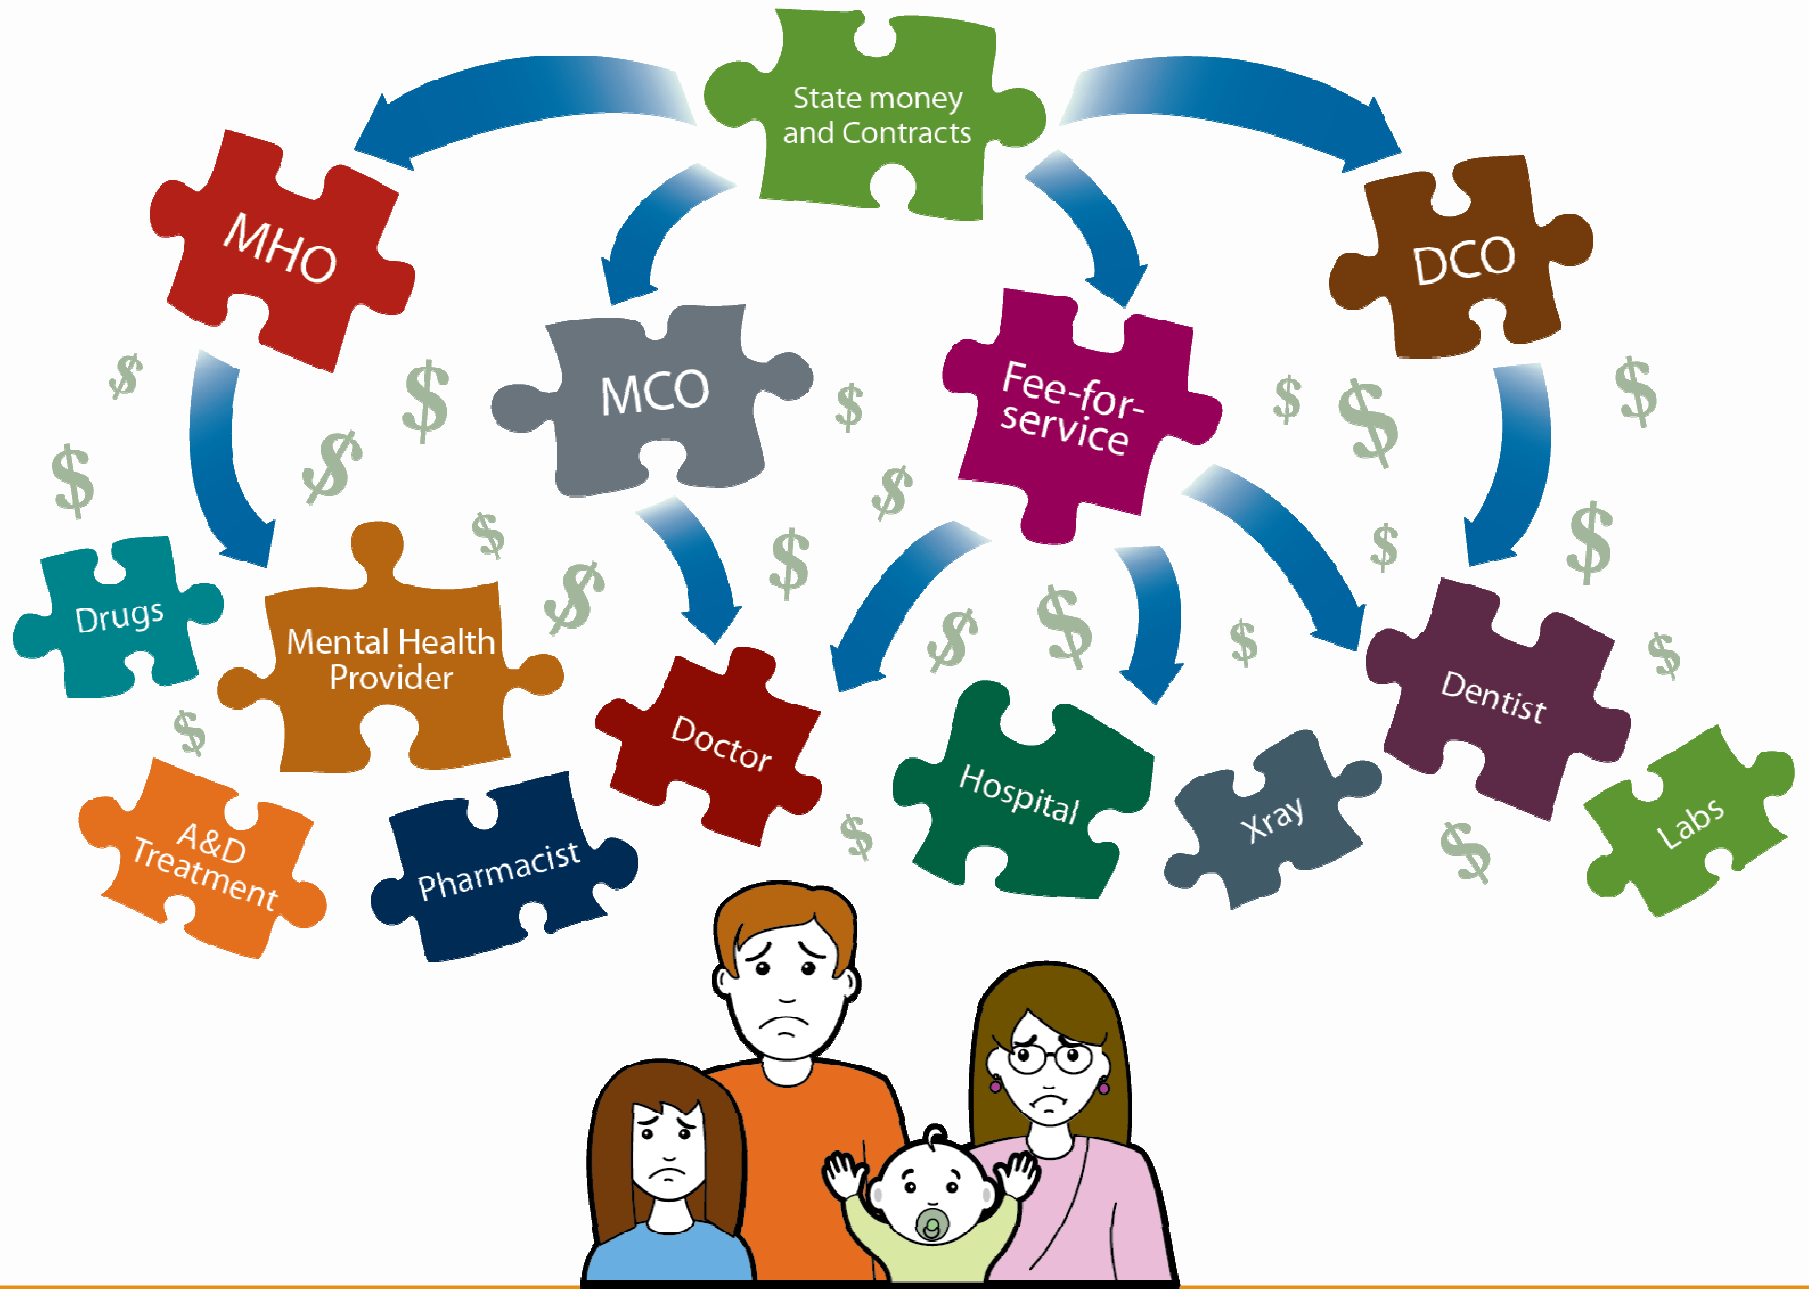 State money
and Contracts
MHO
DCO
MCO
Fee-for-
service
Drugs
Mental Health
Provider
Doctor
Dentist
Hospital
Xray
Labs
A&D
Treatment
Pharmacist